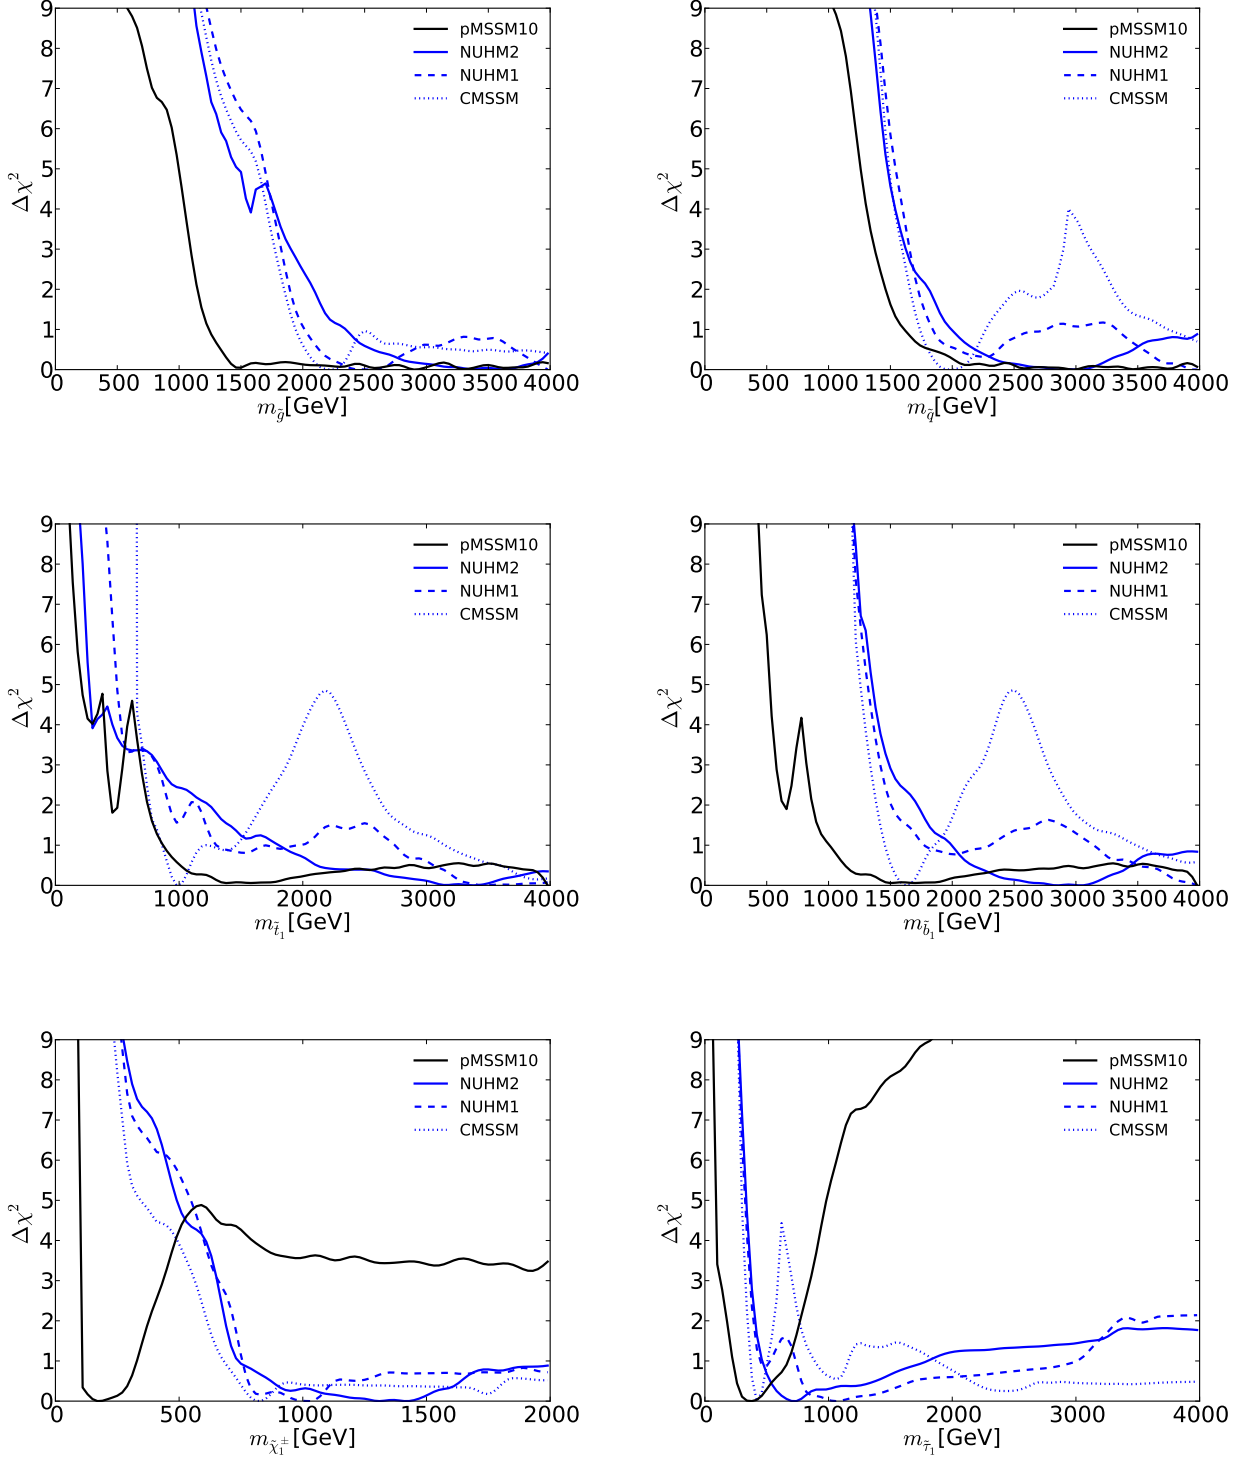 9
8
7
6
5
4
3
2
1
0
Δχ²
pMSSM10
NUHM2
NUHM1
CMSSM
0 500 1000 1500 2000 2500 3000 3500 4000
m_g̃[GeV]
9
8
7
6
5
4
3
2
1
0
Δχ²
pMSSM10
NUHM2
NUHM1
CMSSM
0 500 1000 1500 2000 2500 3000 3500 4000
m_q̃[GeV]
9
8
7
6
5
4
3
2
1
0
Δχ²
pMSSM10
NUHM2
NUHM1
CMSSM
0 1000 2000 3000 4000
m_t̃₁[GeV]
9
8
7
6
5
4
3
2
1
0
Δχ²
pMSSM10
NUHM2
NUHM1
CMSSM
0 500 1000 1500 2000 2500 3000 3500 4000
m_b̃₁[GeV]
9
8
7
6
5
4
3
2
1
0
Δχ²
pMSSM10
NUHM2
NUHM1
CMSSM
0 500 1000 1500 2000
m_χ̃₁±[GeV]
9
8
7
6
5
4
3
2
1
0
Δχ²
pMSSM10
NUHM2
NUHM1
CMSSM
0 1000 2000 3000 4000
m_τ̃₁[GeV]